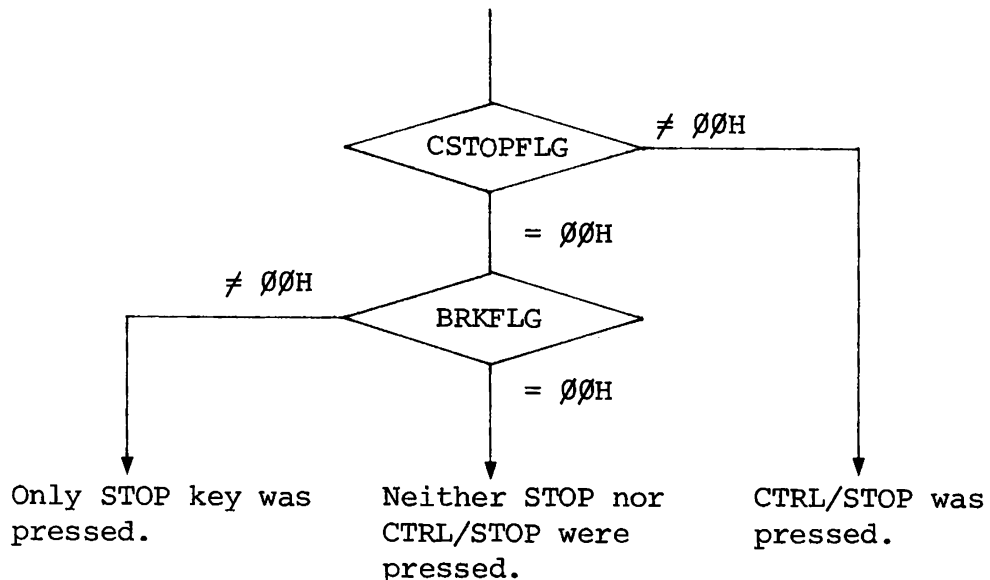 ≠ ØØH
CSTOPFLG
= ØØH
≠ ØØH
BRKFLG
= ØØH
Only STOP key was
pressed.
Neither STOP nor
CTRL/STOP were
pressed.
CTRL/STOP was
pressed.